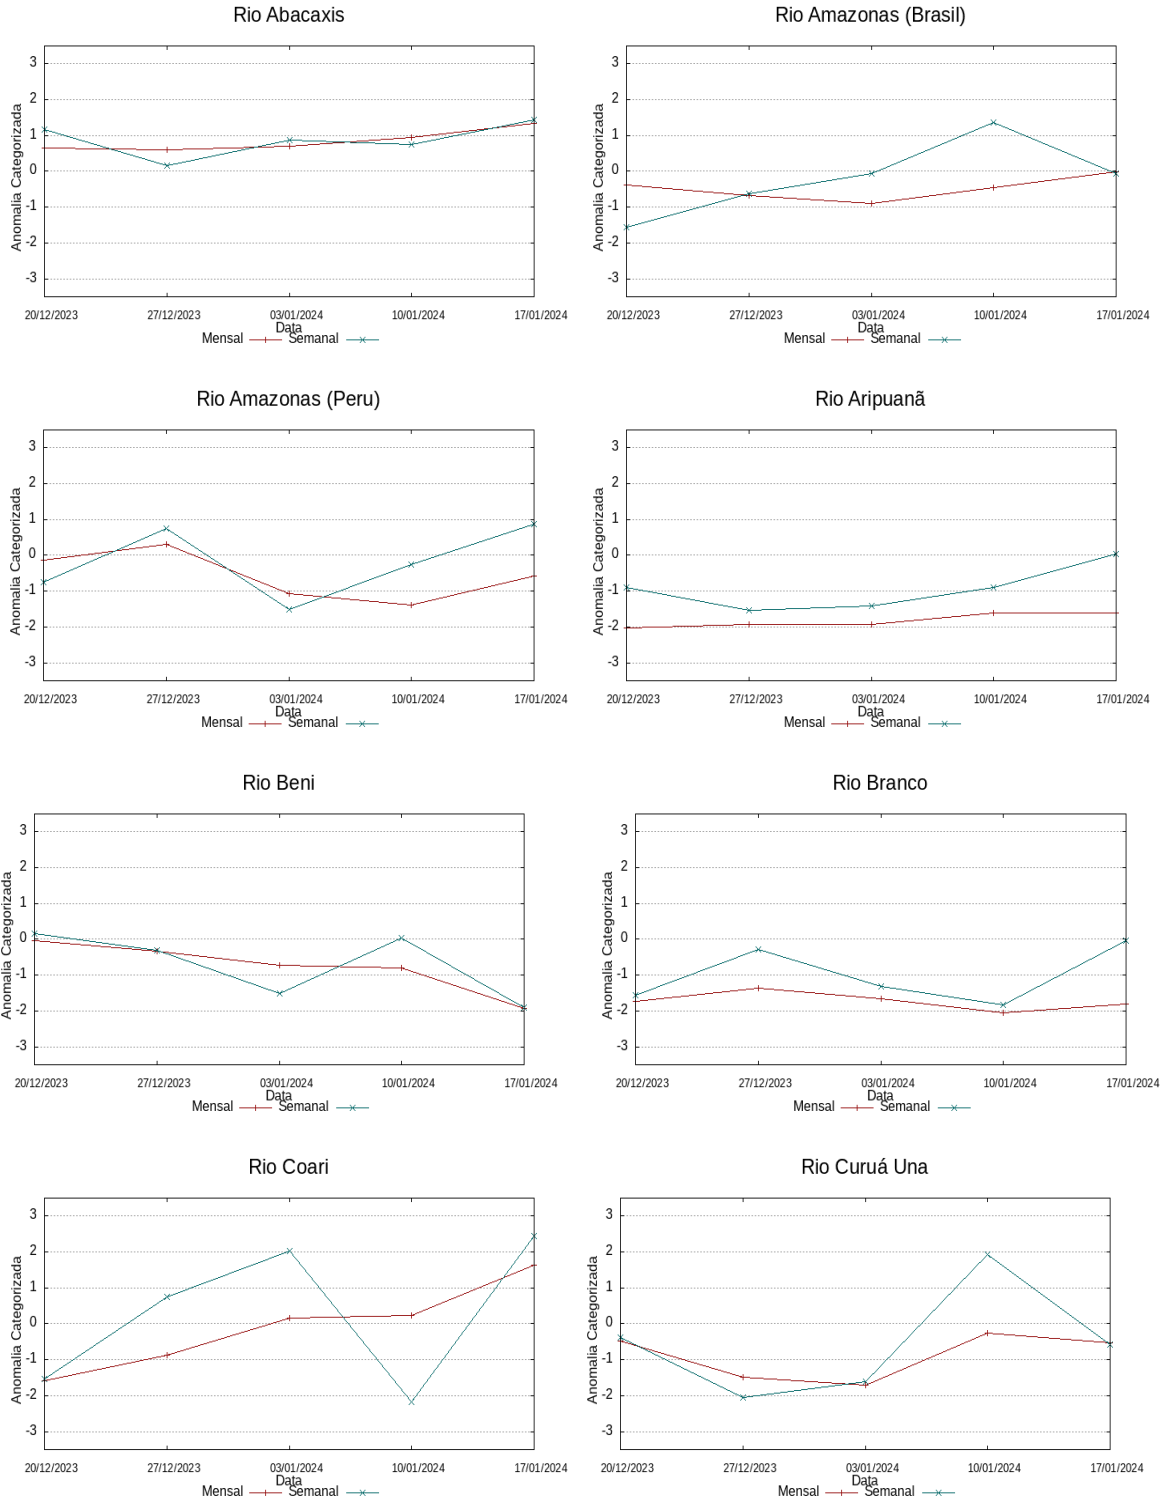 Rio Abacaxis
Anomalia Categorizada
3
2
1
0
-1
-2
-3
20/12/2023 27/12/2023 03/01/2024 10/01/2024 17/01/2024
Data
Mensal Semanal
Rio Amazonas (Brasil)
Anomalia Categorizada
3
2
1
0
-1
-2
-3
20/12/2023 27/12/2023 03/01/2024 10/01/2024 17/01/2024
Data
Mensal Semanal
Rio Amazonas (Peru)
Anomalia Categorizada
3
2
1
0
-1
-2
-3
20/12/2023 27/12/2023 03/01/2024 10/01/2024 17/01/2024
Data
Mensal Semanal
Rio Aripuanã
Anomalia Categorizada
3
2
1
0
-1
-2
-3
20/12/2023 27/12/2023 03/01/2024 10/01/2024 17/01/2024
Data
Mensal Semanal
Rio Beni
Anomalia Categorizada
3
2
1
0
-1
-2
-3
20/12/2023 27/12/2023 03/01/2024 10/01/2024 17/01/2024
Data
Mensal Semanal
Rio Branco
Anomalia Categorizada
3
2
1
0
-1
-2
-3
20/12/2023 27/12/2023 03/01/2024 10/01/2024 17/01/2024
Data
Mensal Semanal
Rio Coari
Anomalia Categorizada
3
2
1
0
-1
-2
-3
20/12/2023 27/12/2023 03/01/2024 10/01/2024 17/01/2024
Data
Mensal Semanal
Rio Curuá Una
Anomalia Categorizada
3
2
1
0
-1
-2
-3
20/12/2023 27/12/2023 03/01/2024 10/01/2024 17/01/2024
Data
Mensal Semanal